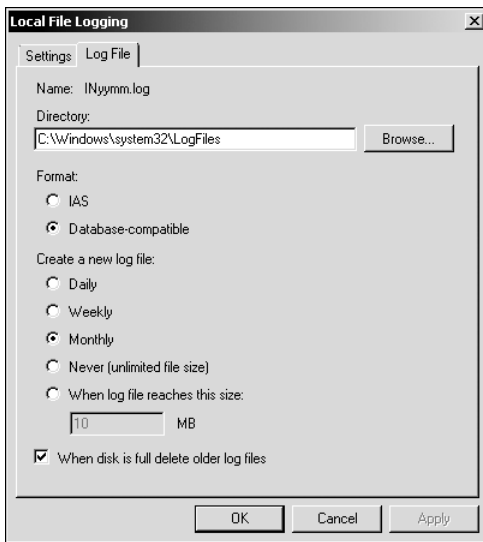 Local File Logging
Settings Log File
Name: INyymm.log
Directory:
C:\Windows\system32\LogFiles Browse...
Format:
IAS
Database-compatible
Create a new log file:
Daily
Weekly
Monthly
Never (unlimited file size)
When log file reaches this size:
10 MB
When disk is full delete older log files
OK Cancel Apply